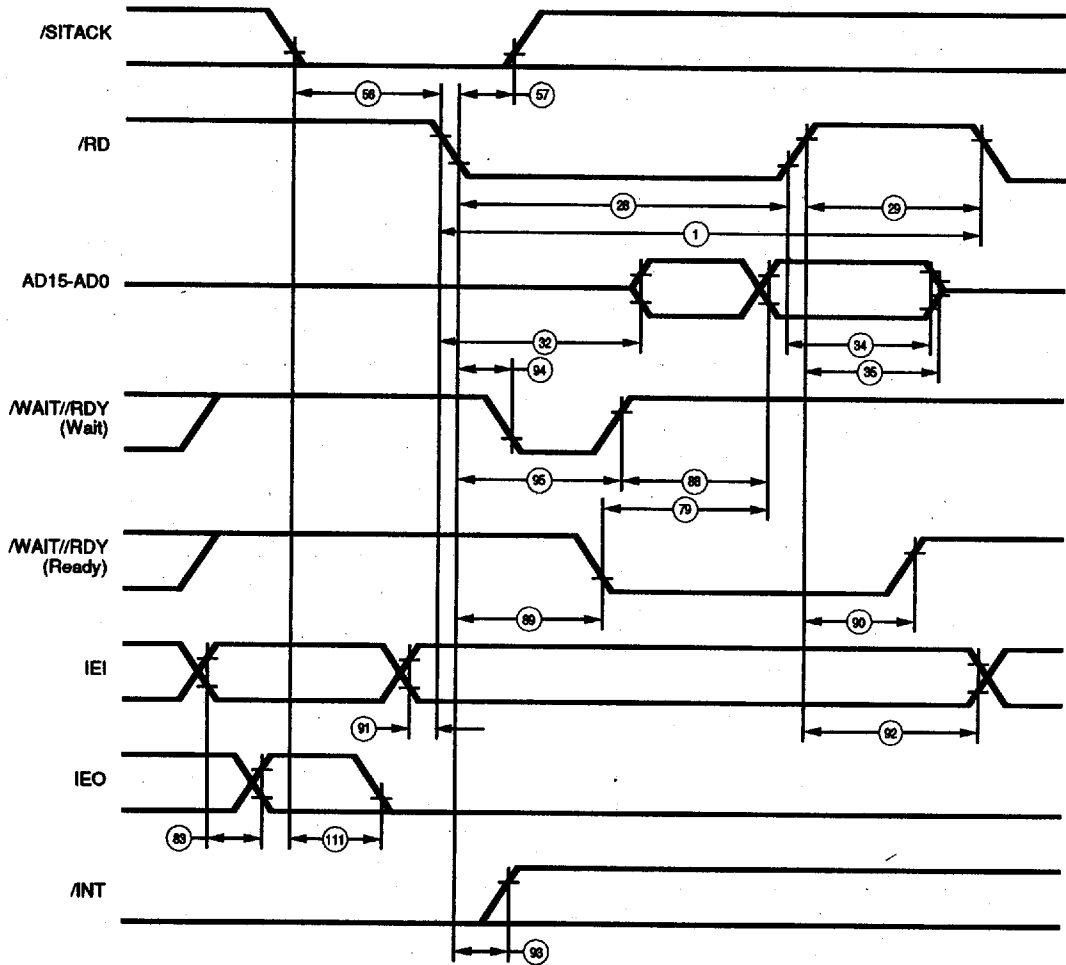 /SITACK
56
57
/RD
28
29
1
AD15-AD0
32
34
94
35
/WAIT//RDY
(Wait)
95
88
79
/WAIT//RDY
(Ready)
89
90
IEI
91
92
IEO
83
111
/INT
93